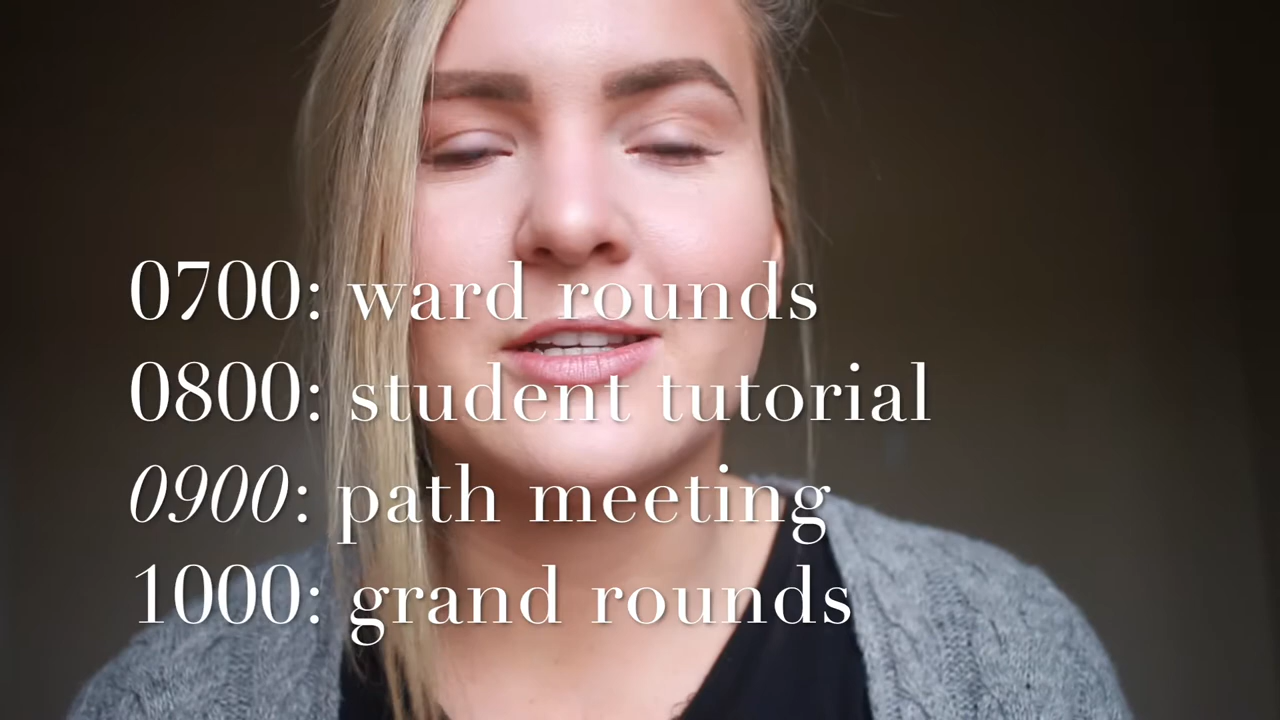 0700: ward rounds
0800: student tutorial
0900: path meeting
1000: grand rounds